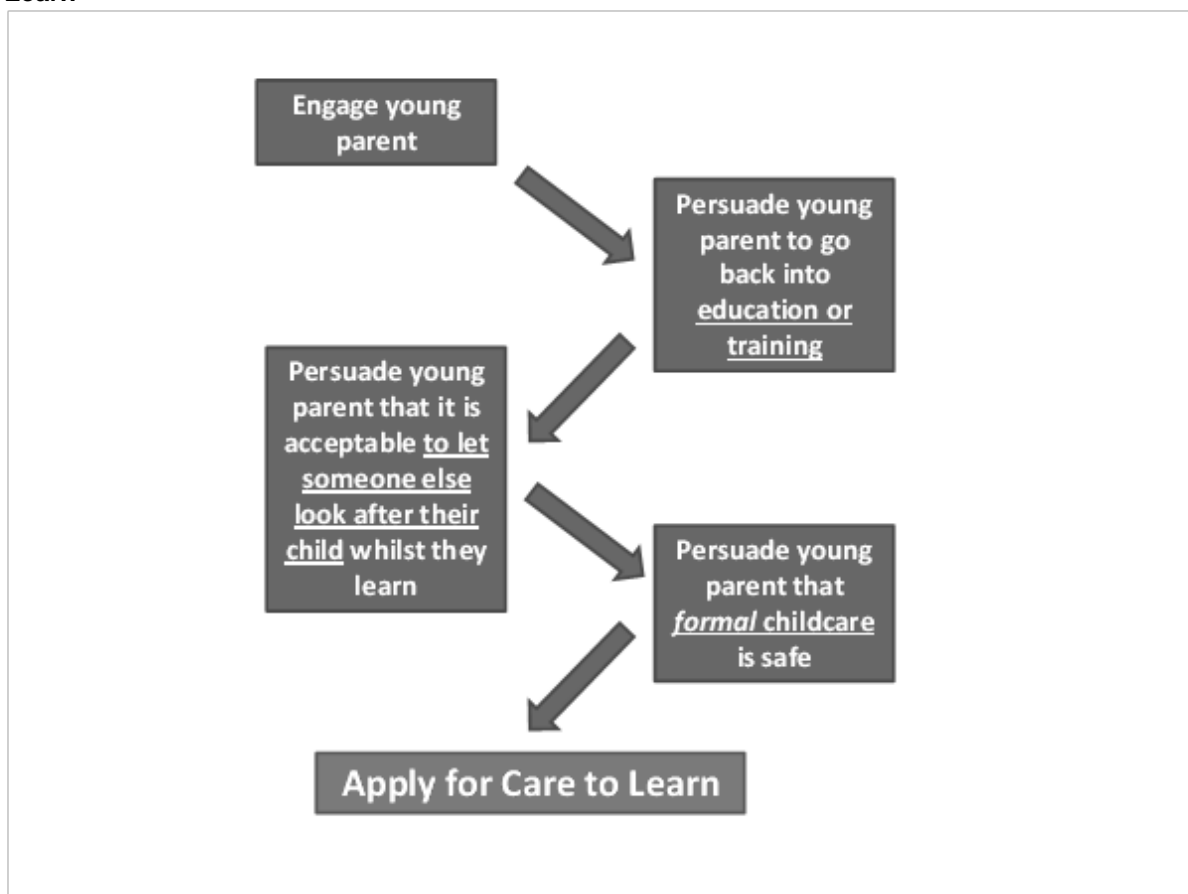 Learn
Engage young
parent
Persuade young
parent to go
back into
education or
training
Persuade young
parent that it is
acceptable to let
someone else
look after their
child whilst they
learn
Persuade young
parent that
formal childcare
is safe
Apply for Care to Learn